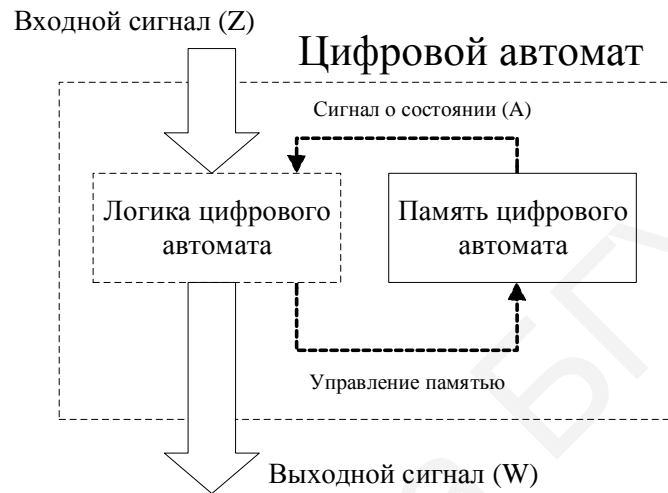 Входной сигнал (Z)
Цифровой автомат
Сигнал о состоянии (A)
Логика цифрового
автомата
Память цифрового
автомата
Управление памятью
Выходной сигнал (W)